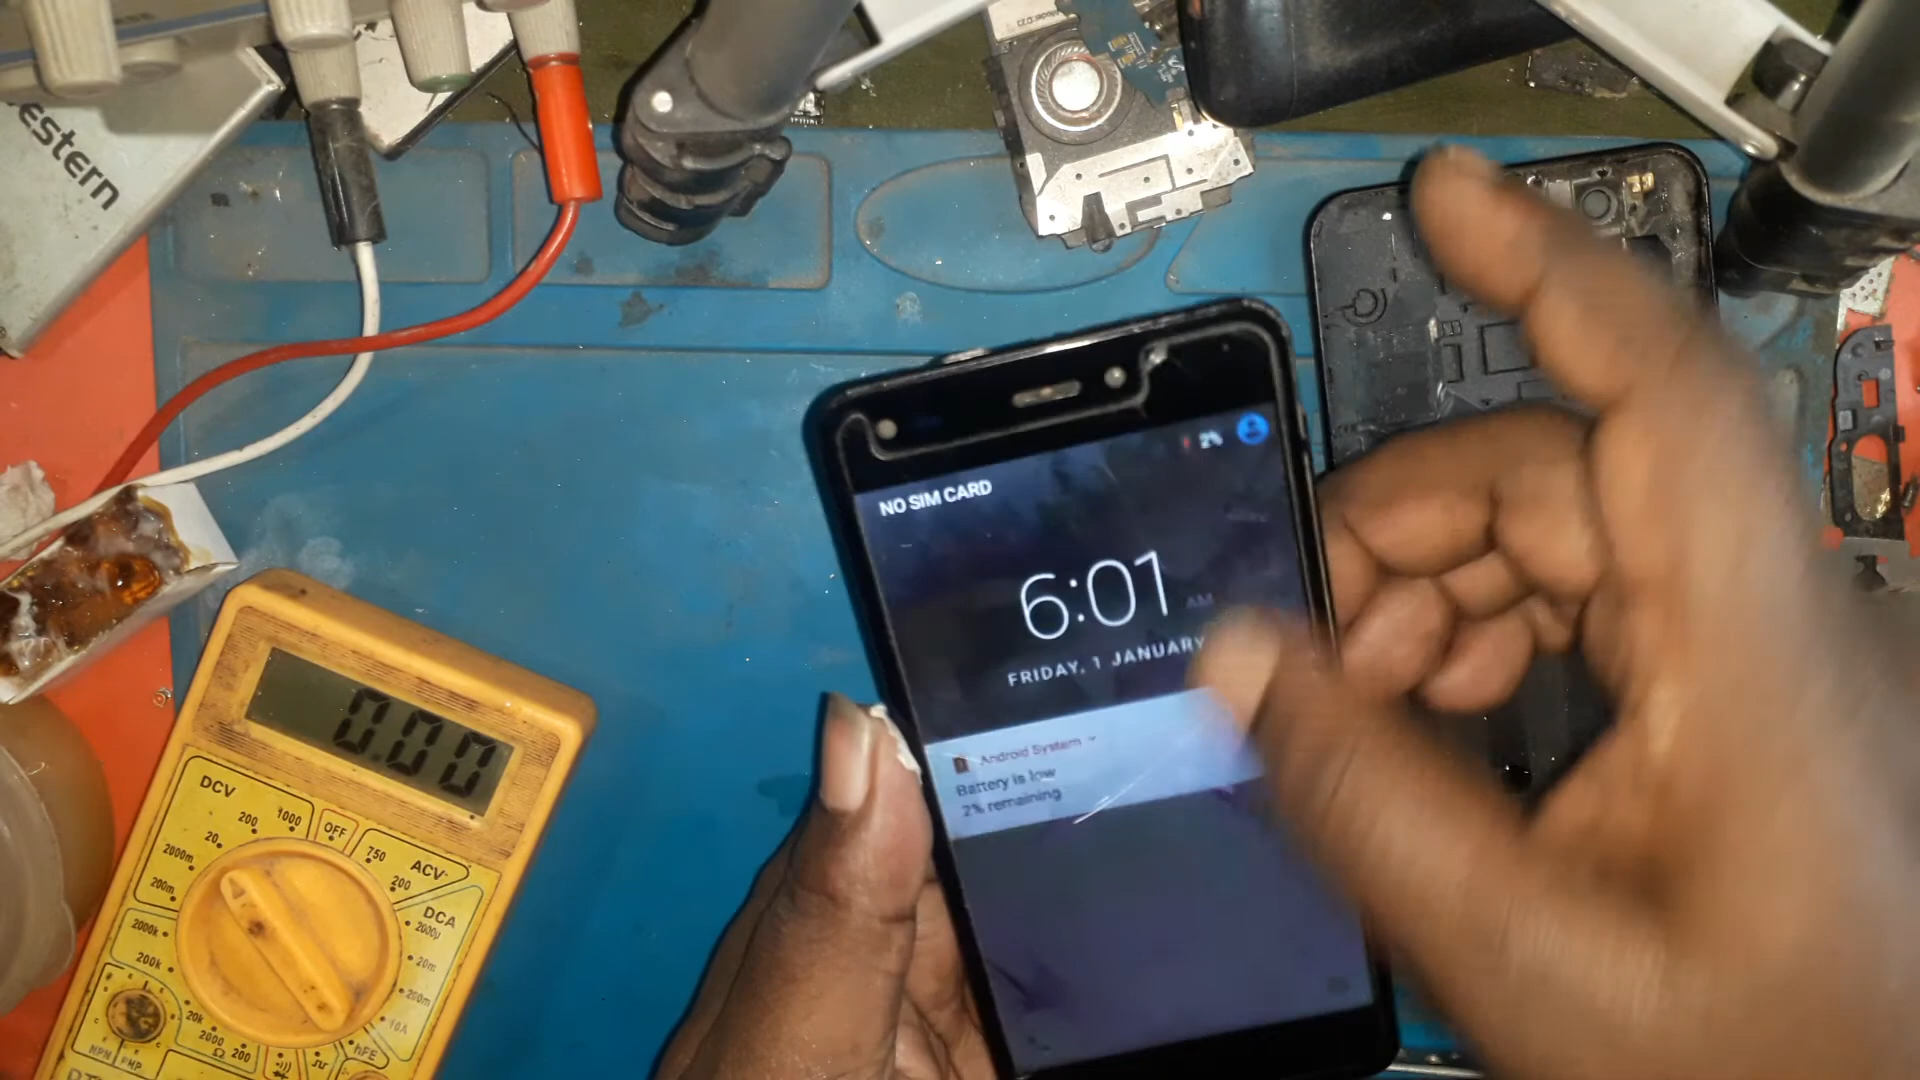 estern
2%
NO SIM CARD
6:01 AM
FRIDAY, 1 JANUARY
Android System
Battery is low
2% remaining
0.00
DCV
200
1000
OFF
750
ACV
200
20
2000m
200m
2000k
200k
20k
2000
Ω
200
DCA
2000µ
20m
200m
10A
hFE
NPN
PNP